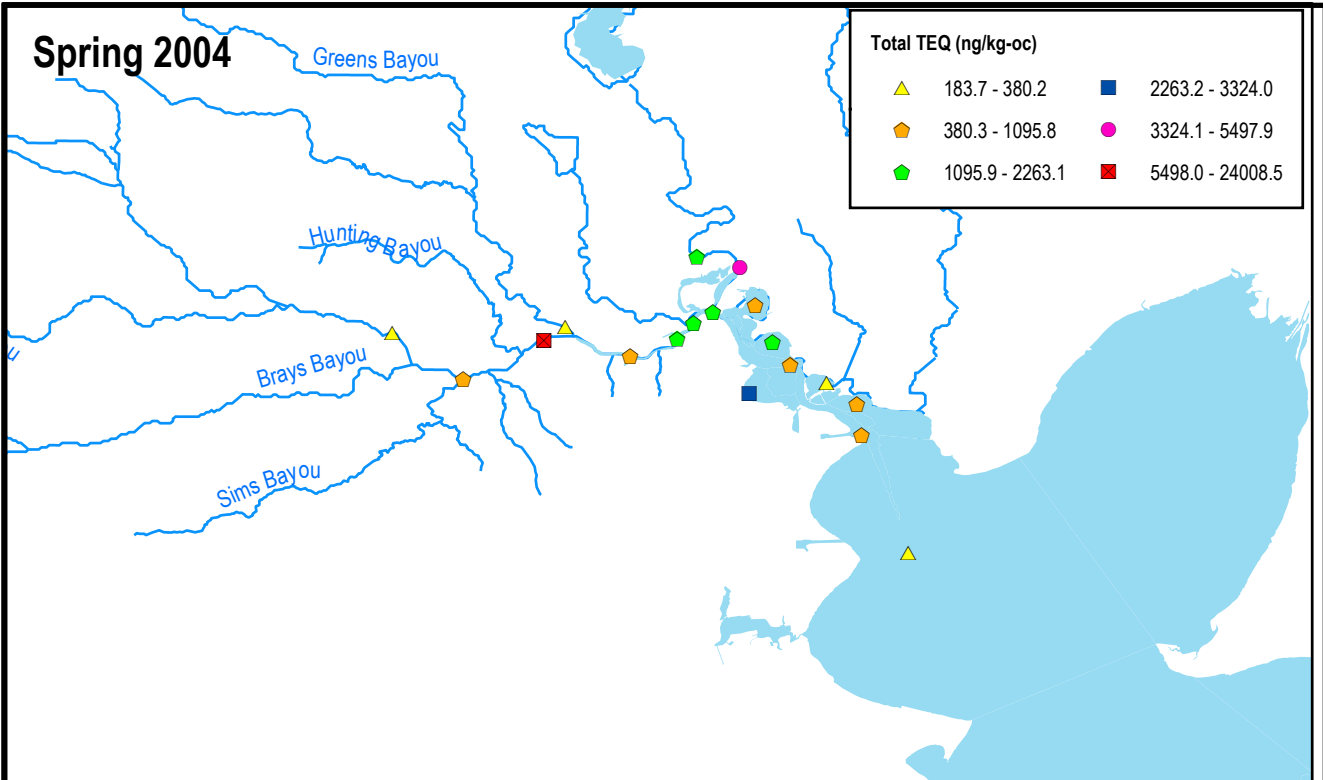 Spring 2004
Greens Bayou
Total TEQ (ng/kg-oc)
183.7 - 380.2
2263.2 - 3324.0
380.3 - 1095.8
3324.1 - 5497.9
1095.9 - 2263.1
5498.0 - 24008.5
Hunting Bayou
u
Brays Bayou
Sims Bayou